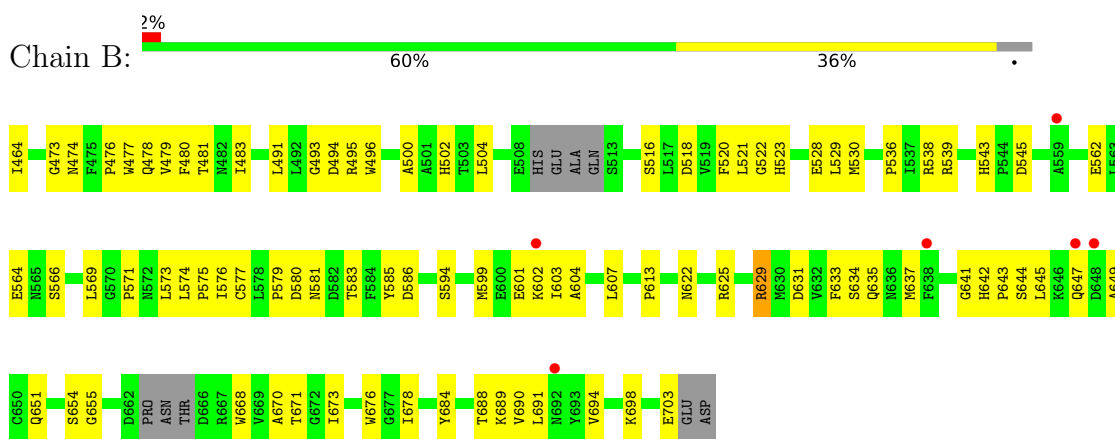 2%
Chain B:
60% 36% •
I464 G473 N474 F475 P476 W477 Q478 V479 F480 T481 N482 I483 L491 L492 G493 D494 R495 W496 A500 A501 H502 T503 L504 E508 HIS GLU ALA GLN S513 S516 L517 D518 V519 F520 L521 G522 H523 E528 L529 M530 P536 I537 R538 R539 H543 P544 D545 A559 E562 L563
E564 N565 S566 L569 G570 P571 N572 L573 L574 P575 I576 C577 L578 P579 D580 N581 D582 T583 F584 Y585 D586 S594 M599 E600 E601 K602 I603 A604 L607 P613 N622 R625 R629 M630 D631 V632 F633 S634 Q635 N636 M637 F638 G641 H642 P643 S644 L645 K646 Q647 D648 A649
C650 Q651 S654 G655 D662 PRO ASN THR D666 R667 W668 V669 A670 T671 G672 I673 W676 G677 I678 Y684 T688 K689 V690 L691 N692 Y693 V694 K698 E703 GLU ASP